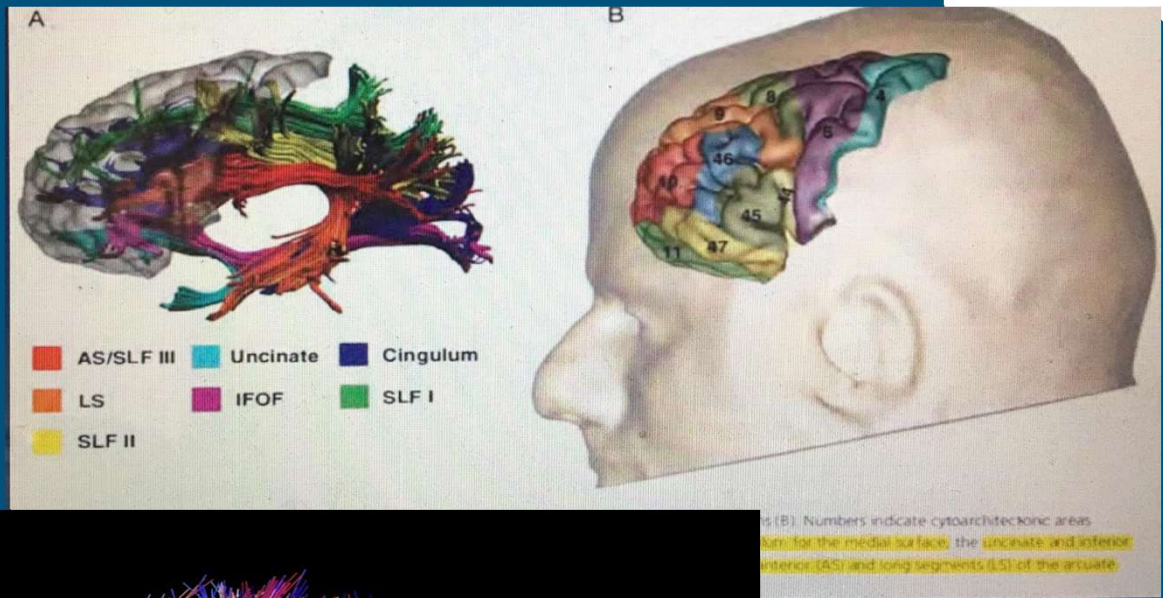 A
B
AS/SLF III
Uncinate
Cingulum
LS
IFOF
SLF I
SLF II
8
4
9
6
46
10
45
47
11
(B). Numbers indicate cytoarchitectonic areas
for the medial surface, the uncinate and inferior
anterior (AS) and long segments (LS) of the arcuate.